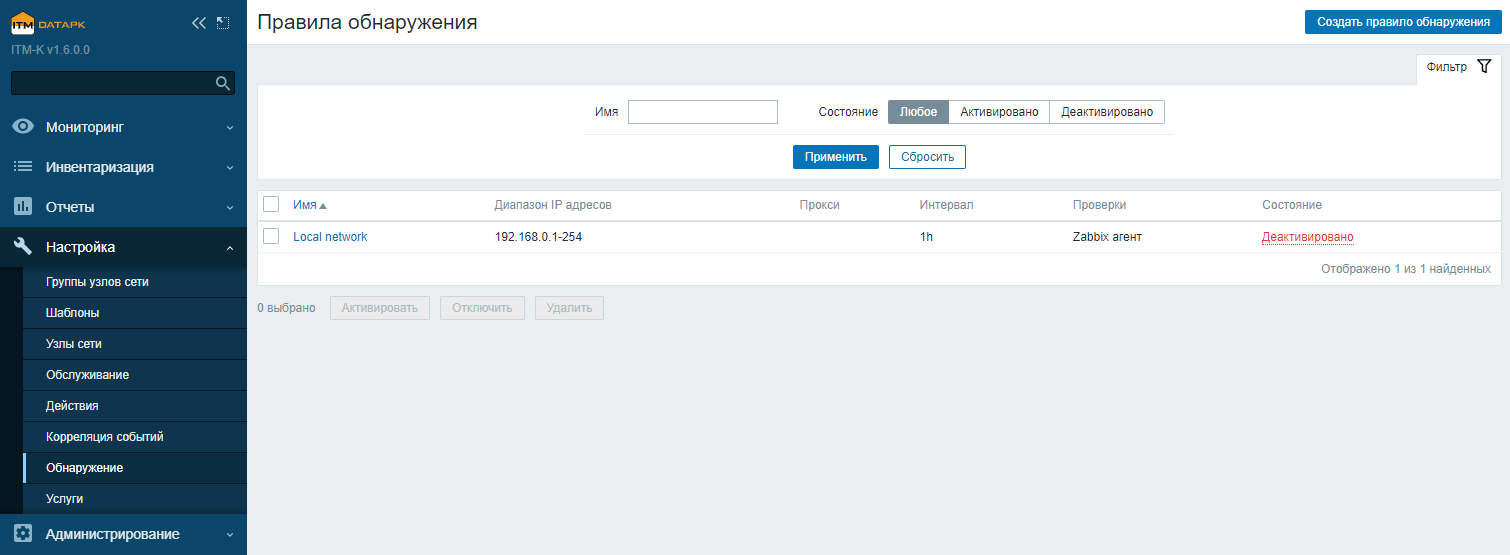 ITM DATAPK
ITM-K v1.6.0.0
Мониторинг
Инвентаризация
Отчеты
Настройка
Группы узлов сети
Шаблоны
Узлы сети
Обслуживание
Действия
Корреляция событий
Обнаружение
Услуги
Администрирование
Правила обнаружения
Создать правило обнаружения
Фильтр
Имя
Состояние Любое Активировано Деактивировано
Применить Сбросить
Имя Диапазон IP адресов Прокси Интервал Проверки Состояние
Local network 192.168.0.1-254 1h Zabbix агент Деактивировано
Отображено 1 из 1 найденных
0 выбрано Активировать Отключить Удалить